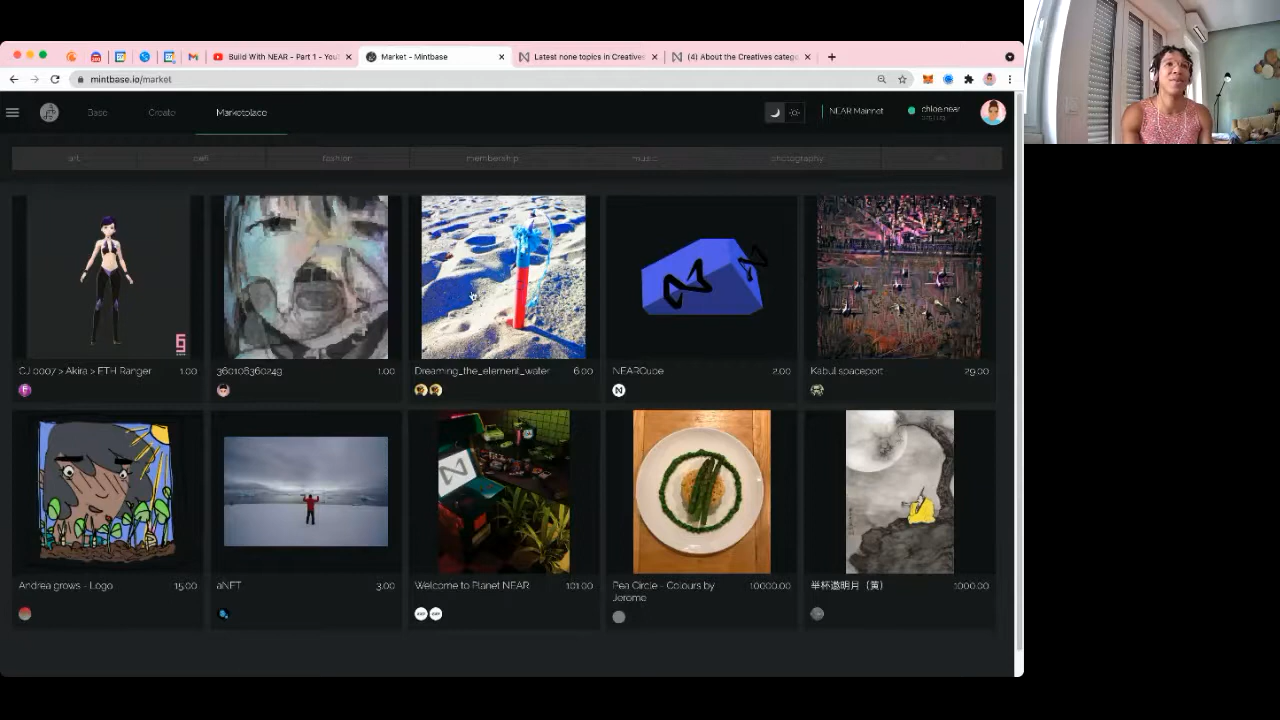 Build With NEAR - Part 1 - You
Market - Mintbase
Latest none topics in Creatives
(4) About the Creatives catego
mintbase.io/market
Base
Create
Marketplace
NEAR Mainnet
chloe.near
art
fashion
membership
music
photography
CJ 0007 > Akira > ETH Ranger 1.00
360106360249 1.00
Dreaming_the_element_water 6.00
NEARCube 2.00
Kabul spaceport 29.00
Andrea grows - Logo 15.00
aNFT 3.00
Welcome to Planet NEAR 101.00
Pea Circle - Colours by 10000.00
Jerome
举杯邀明月（黄） 1000.00